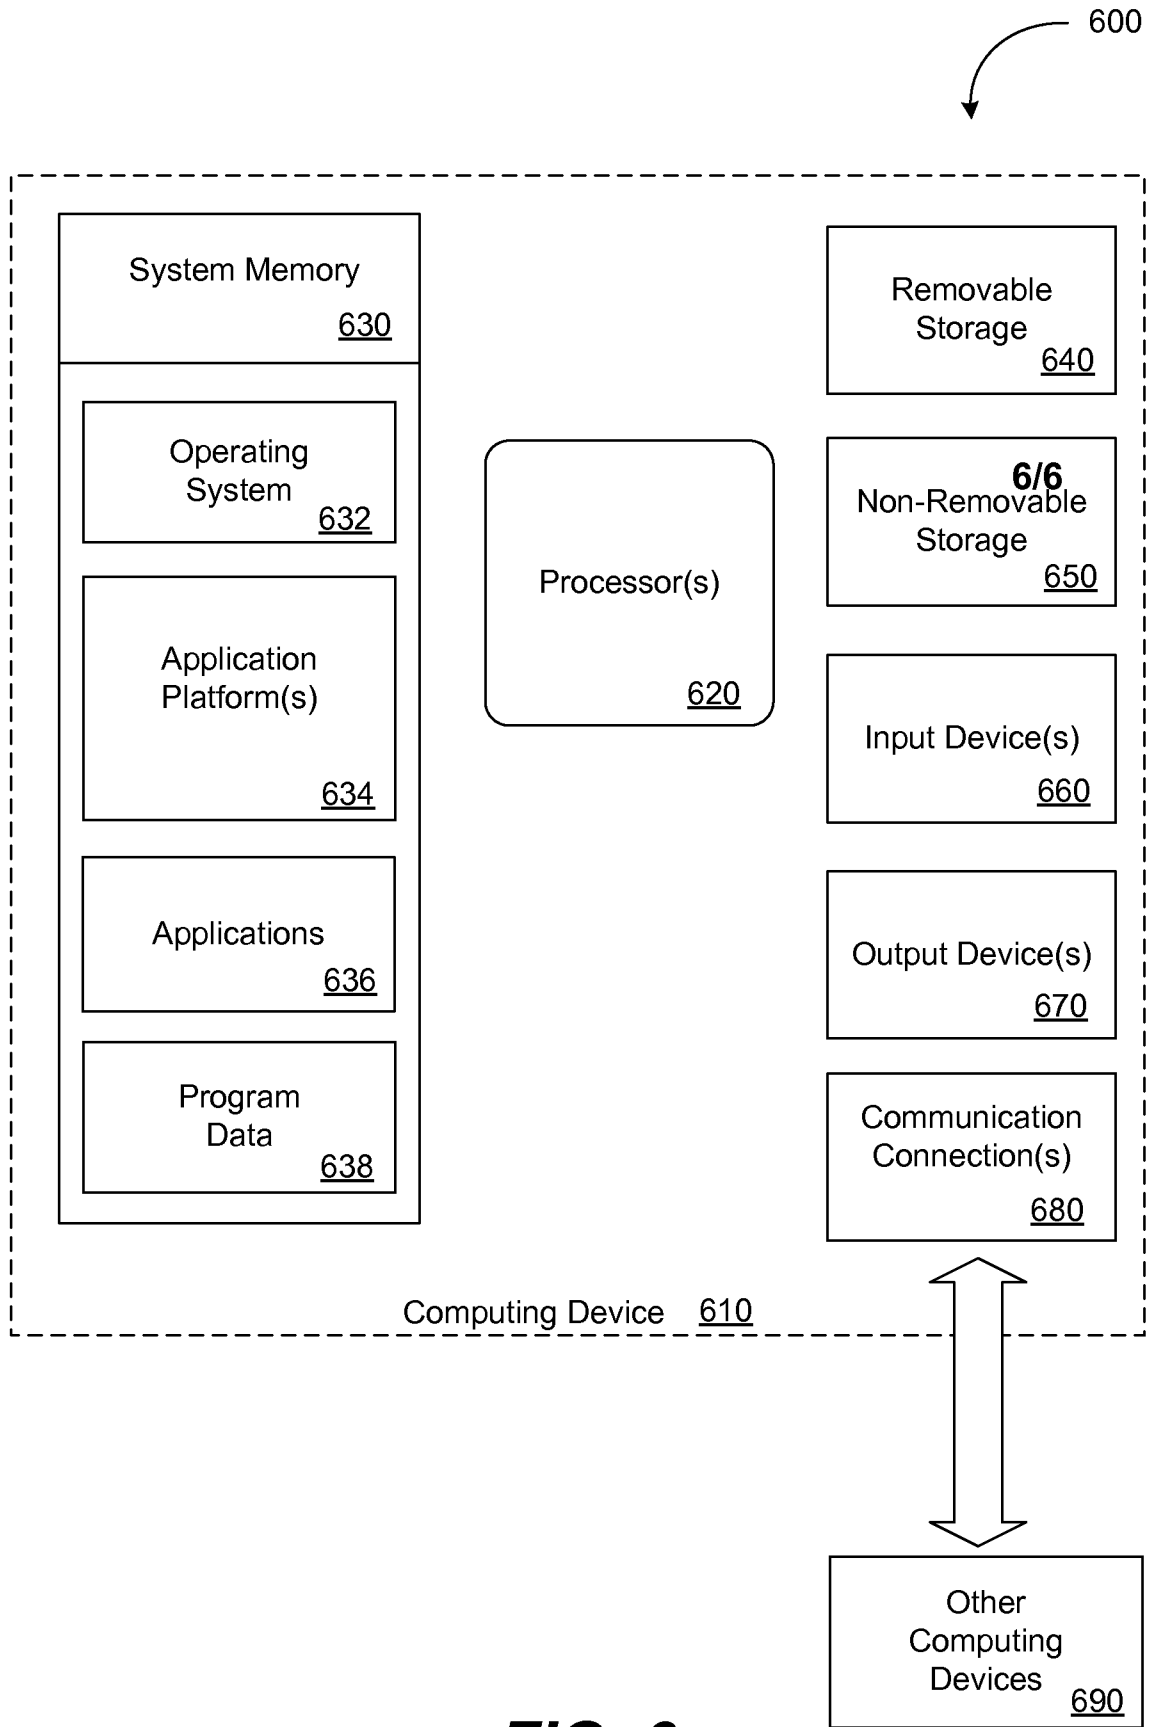 600
System Memory
630
Operating
System
632
Application
Platform(s)
634
Applications
636
Program
Data
638
Processor(s)
620
Removable
Storage
640
6/6
Non-Removable
Storage
650
Input Device(s)
660
Output Device(s)
670
Communication
Connection(s)
680
Computing Device 610
Other
Computing
Devices
690